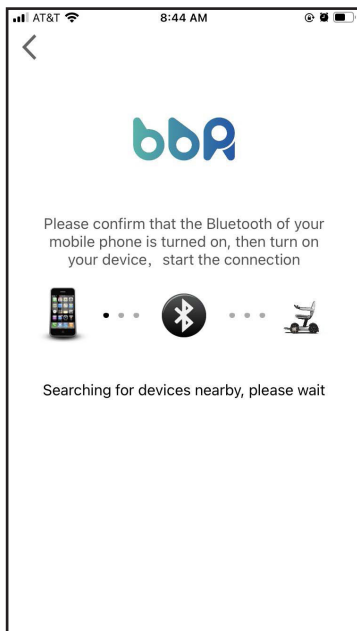 AT&T 8:44 AM
bbR
Please confirm that the Bluetooth of your
mobile phone is turned on, then turn on
your device，start the connection
Searching for devices nearby, please wait